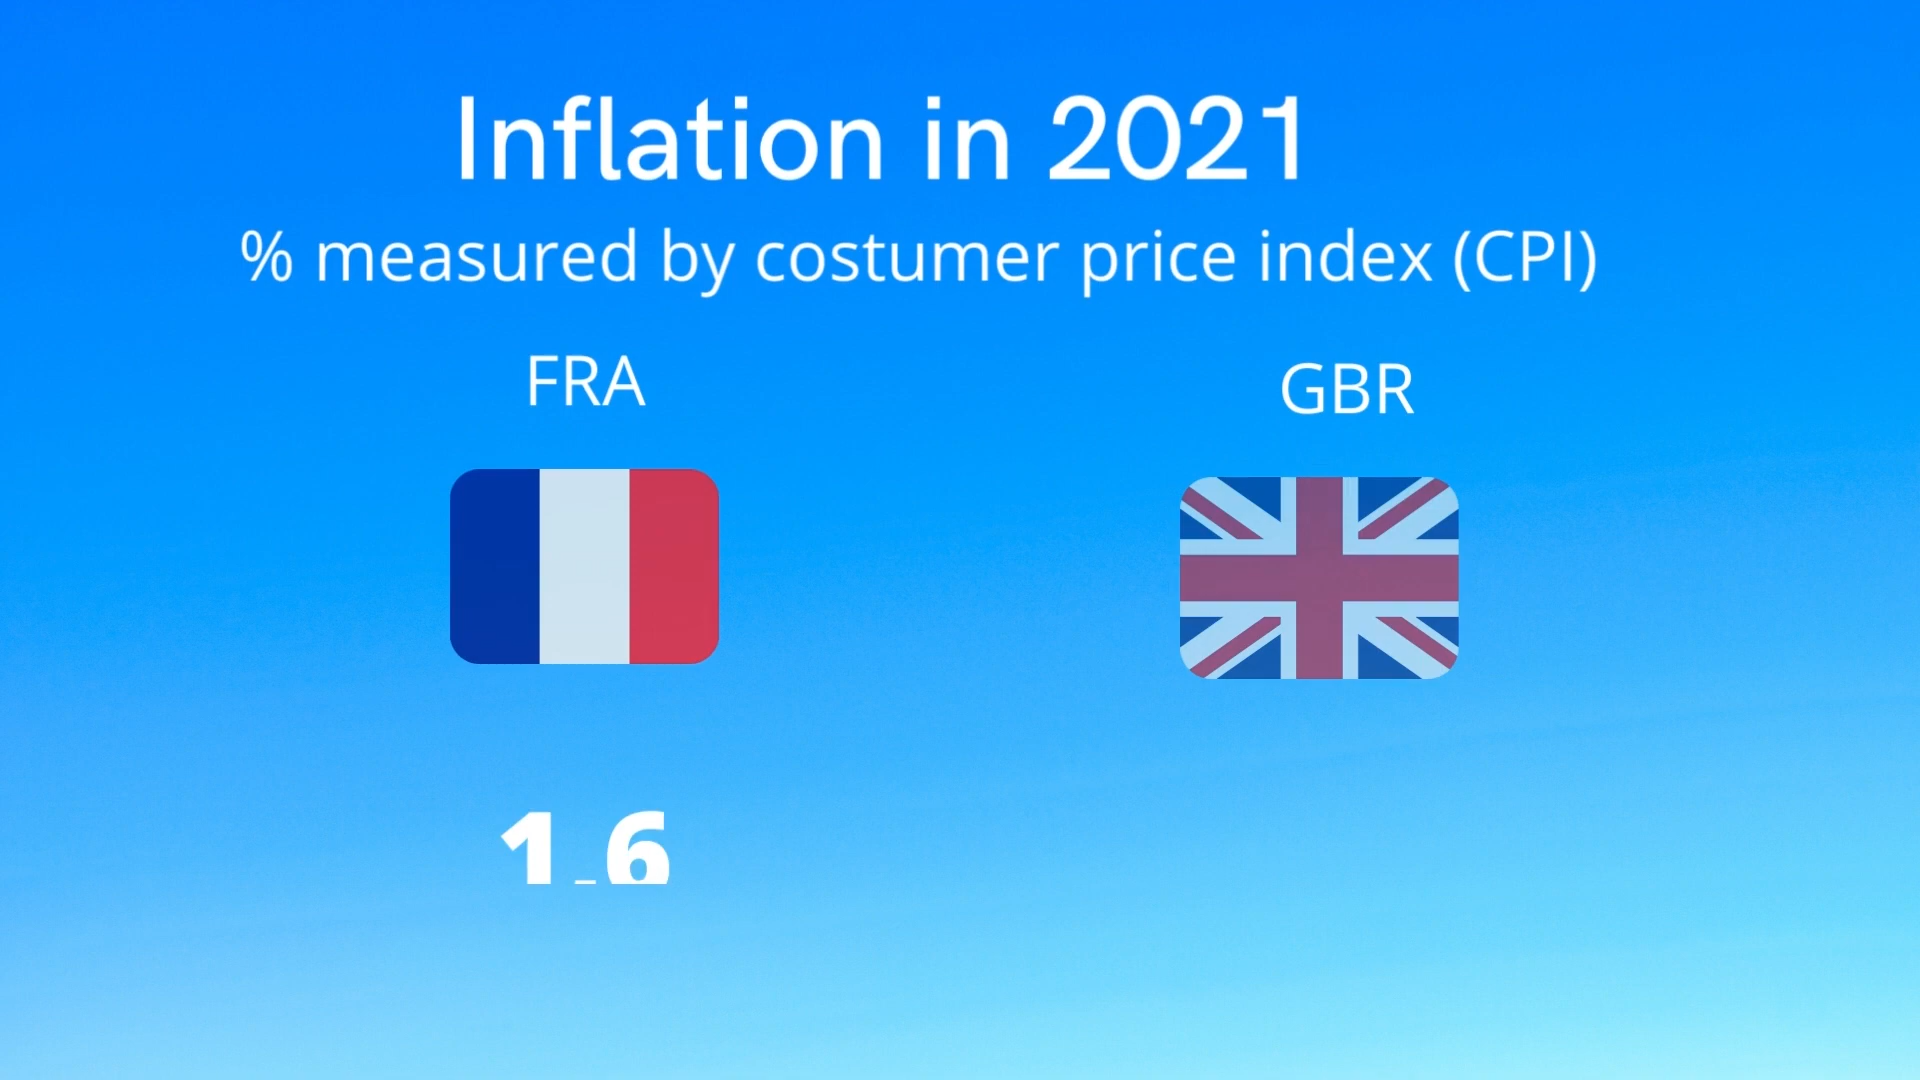 Inflation in 2021
% measured by costumer price index (CPI)
FRA
GBR
1.6